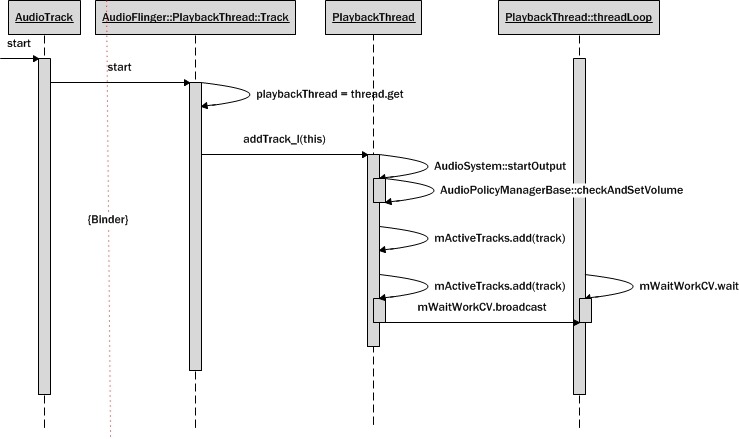 AudioTrack
AudioFlinger::PlaybackThread::Track
PlaybackThread
PlaybackThread::threadLoop
start
start
playbackThread = thread.get
addTrack_l(this)
AudioSystem::startOutput
AudioPolicyManagerBase::checkAndSetVolume
{Binder}
mActiveTracks.add(track)
mActiveTracks.add(track)
mWaitWorkCV.wait
mWaitWorkCV.broadcast